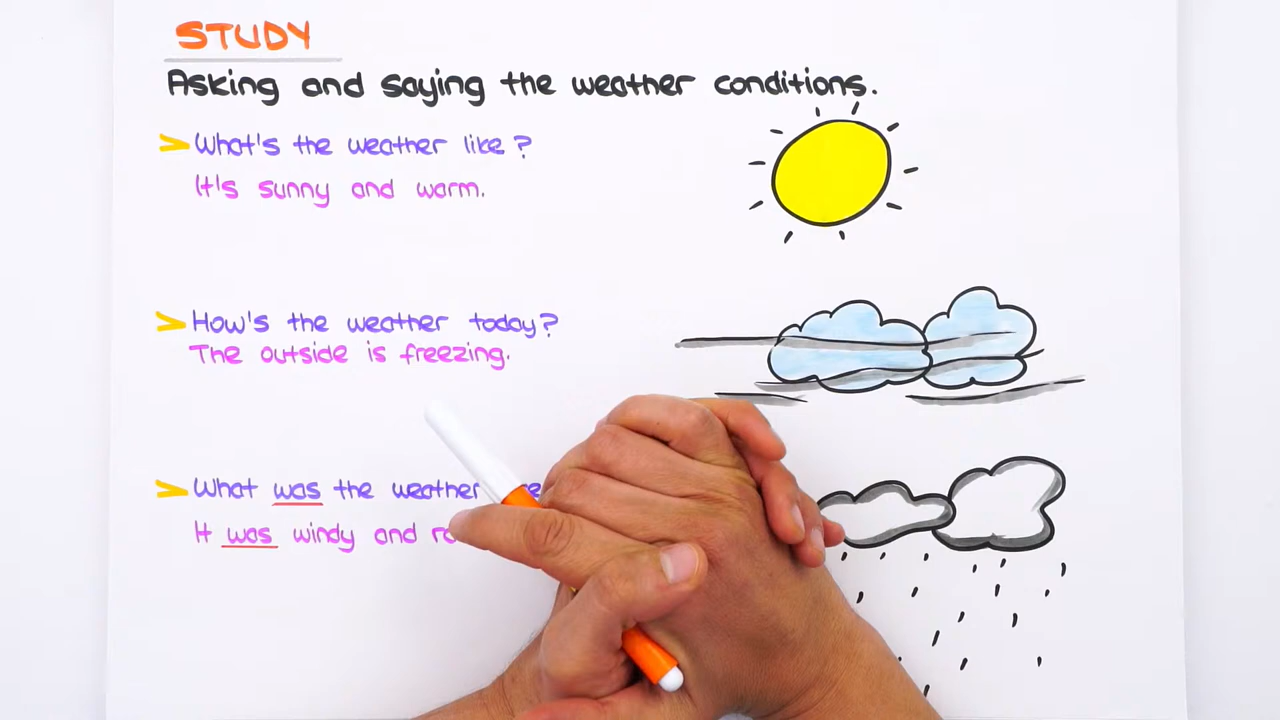 STUDY
Asking and saying the weather conditions.
> What's the weather like?
It's sunny and warm.
> How's the weather today?
The outside is freezing.
> What was the weather
It was windy and